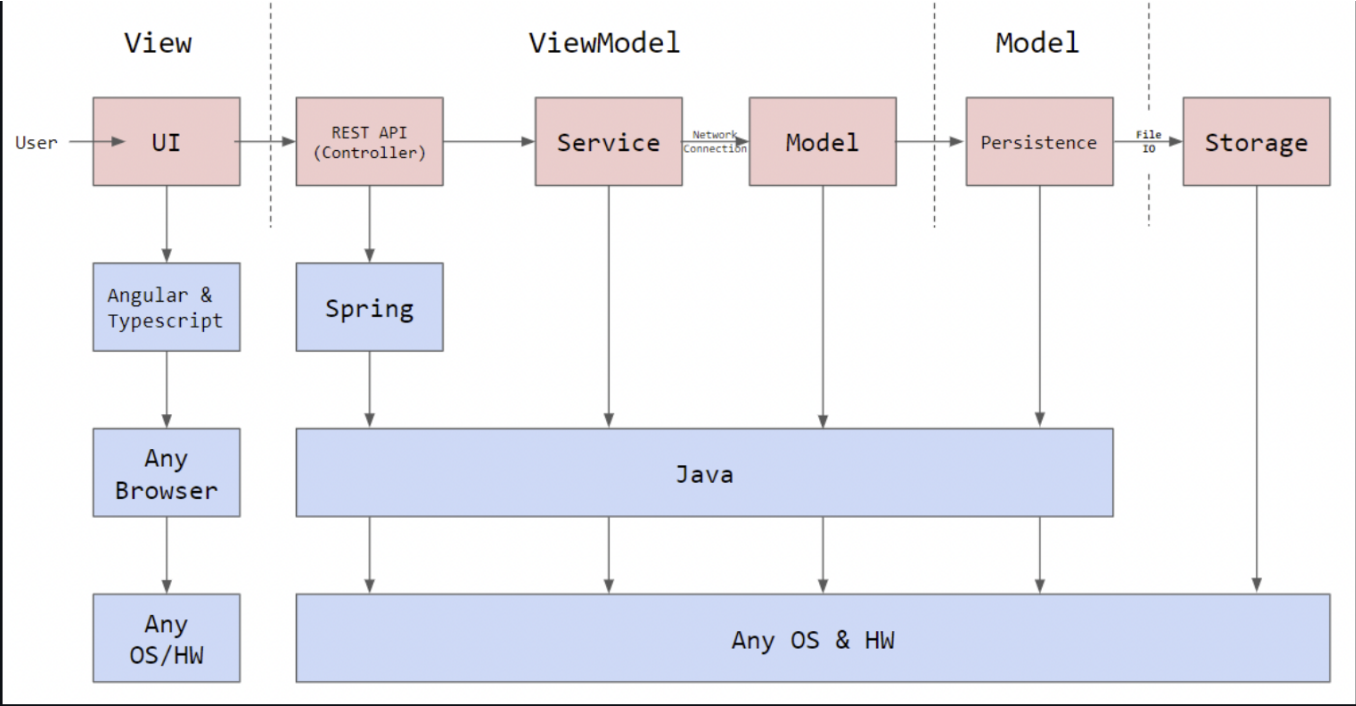 View
ViewModel
Model
User
UI
REST API
(Controller)
Service
Network
Connection
Model
Persistence
File
IO
Storage
Angular &
Typescript
Spring
Any
Browser
Java
Any
OS/HW
Any OS & HW